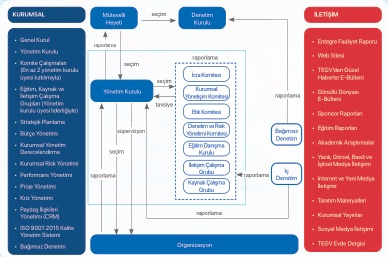 KURUMSAL
Genel Kurul
Yönetim Kurulu
Komite Çalışmaları
(En az 2 yönetim kurulu
üyesi katılımıyla)
Eğitim, Kaynak ve
İletişim Çalışma
Grupları (Yönetim kurulu
üyesi liderliğiyle)
Stratejik Planlama
Bütçe Yönetimi
Kurumsal Yönetim
Derecelendirme
Kurumsal Risk Yönetimi
Performans Yönetimi
Proje Yönetimi
Kriz Yönetimi
Paydaş İlişkileri
Yönetimi (CRM)
ISO 9001:2015 Kalite
Yönetim Sistemi
Bağımsız Denetim
Mütevelli
Heyeti
seçim
Denetim
Kurulu
raporlama
seçim
raporlama
Yönetim Kurulu
seçim
tavsiye
İcra Komitesi
Kurumsal
Yönetişim Komitesi
Etik Komitesi
Denetim ve Risk
Yönetimi Komitesi
Eğitim Danışma
Kurulu
İletişim Çalışma
Grubu
Kaynak Çalışma
Grubu
süpervizyon
seçim
raporlama
raporlama
Bağımsız
Denetim
raporlama
İç
Denetim
raporlama
Organizasyon
İLETİŞİM
Entegre Faaliyet Raporu
Web Sitesi
TEGV'den Güzel
Haberler E-Bülteni
Gönüllü Dünyası
E-Bülteni
Sponsor Raporları
Eğitim Raporları
Akademik Araştırmalar
Yazılı, Görsel, Basılı ve
İşitsel Medya İletişimi
İnternet ve Yeni Medya
İletişimi
Tanıtım Materyalleri
Kurumsal Yayınlar
Sosyal Medya İletişimi
TEGV Evde Dergisi